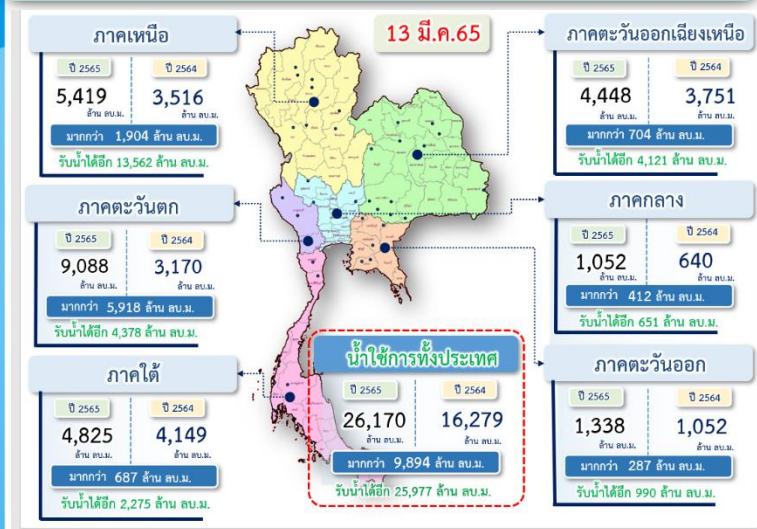 13 มี.ค.65
ภาคเหนือ
ปี 2565
ปี 2564
5,419
3,516
ล้าน ลบ.ม.
ล้าน ลบ.ม.
มากกว่า 1,904 ล้าน ลบ.ม.
รับน้ำได้อีก 13,562 ล้าน ลบ.ม.
ภาคตะวันออกเฉียงเหนือ
ปี 2565
ปี 2564
4,448
3,751
ล้าน ลบ.ม.
ล้าน ลบ.ม.
มากกว่า 704 ล้าน ลบ.ม.
รับน้ำได้อีก 4,121 ล้าน ลบ.ม.
ภาคตะวันตก
ปี 2565
ปี 2564
9,088
3,170
ล้าน ลบ.ม.
ล้าน ลบ.ม.
มากกว่า 5,918 ล้าน ลบ.ม.
รับน้ำได้อีก 4,378 ล้าน ลบ.ม.
ภาคกลาง
ปี 2565
ปี 2564
1,052
640
ล้าน ลบ.ม.
ล้าน ลบ.ม.
มากกว่า 412 ล้าน ลบ.ม.
รับน้ำได้อีก 651 ล้าน ลบ.ม.
ภาคใต้
ปี 2565
ปี 2564
4,825
4,149
ล้าน ลบ.ม.
ล้าน ลบ.ม.
มากกว่า 687 ล้าน ลบ.ม.
รับน้ำได้อีก 2,275 ล้าน ลบ.ม.
น้ำใช้การทั้งประเทศ
ปี 2565
ปี 2564
26,170
16,279
ล้าน ลบ.ม.
ล้าน ลบ.ม.
มากกว่า 9,894 ล้าน ลบ.ม.
รับน้ำได้อีก 25,977 ล้าน ลบ.ม.
ภาคตะวันออก
ปี 2565
ปี 2564
1,338
1,052
ล้าน ลบ.ม.
ล้าน ลบ.ม.
มากกว่า 287 ล้าน ลบ.ม.
รับน้ำได้อีก 990 ล้าน ลบ.ม.